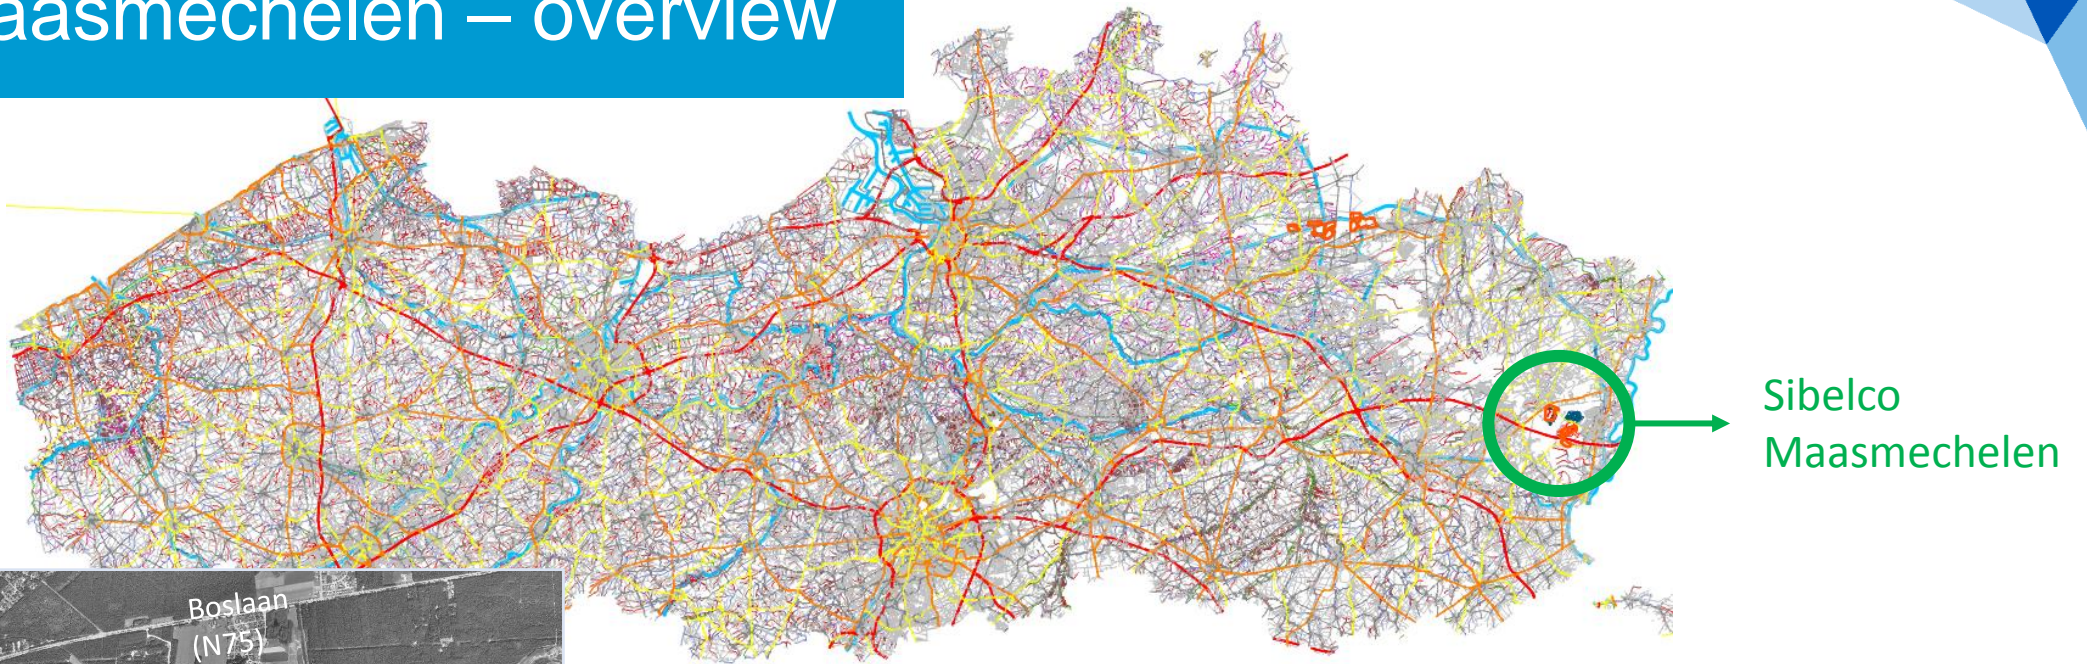 aasmechelen – overview
Sibelco
Maasmechelen
Boslaan
(N75)